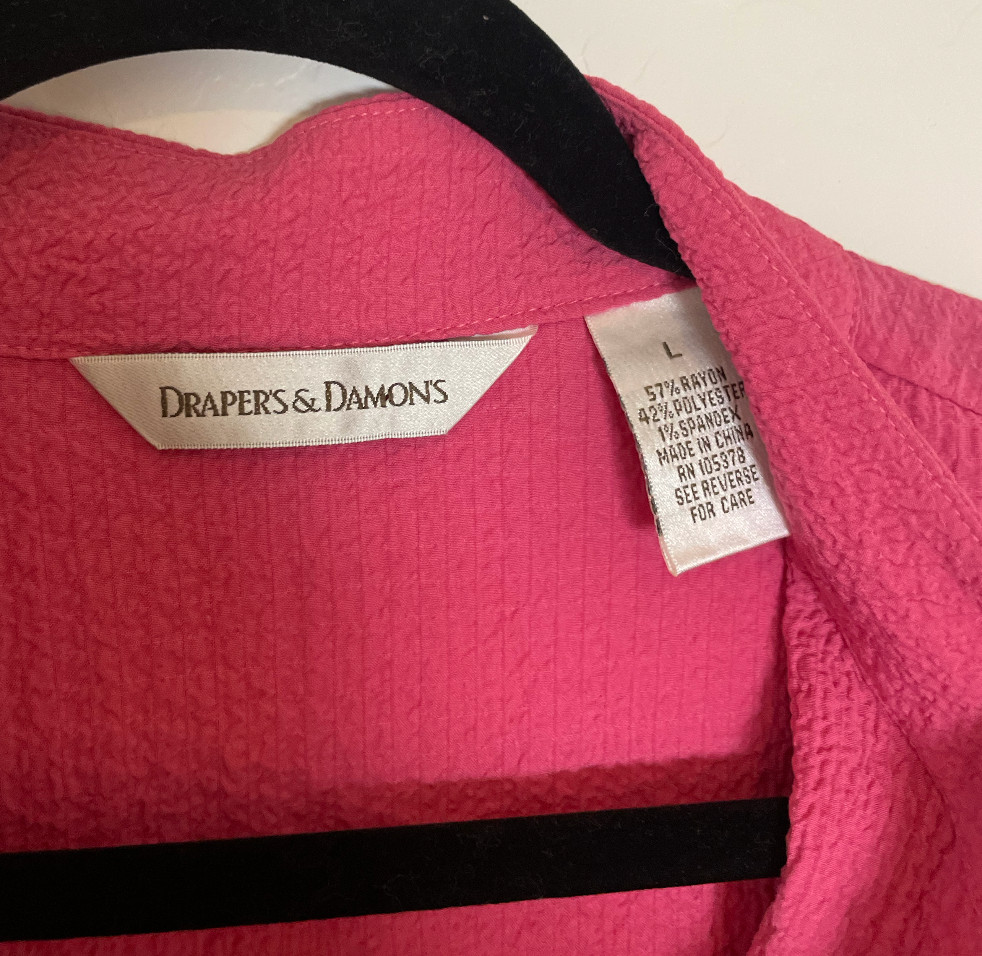 DRAPER'S & DAMON'S
L
57% RAYON
42% POLYESTER
1% SPANDEX
MADE IN CHINA
RN 105378
SEE REVERSE
FOR CARE